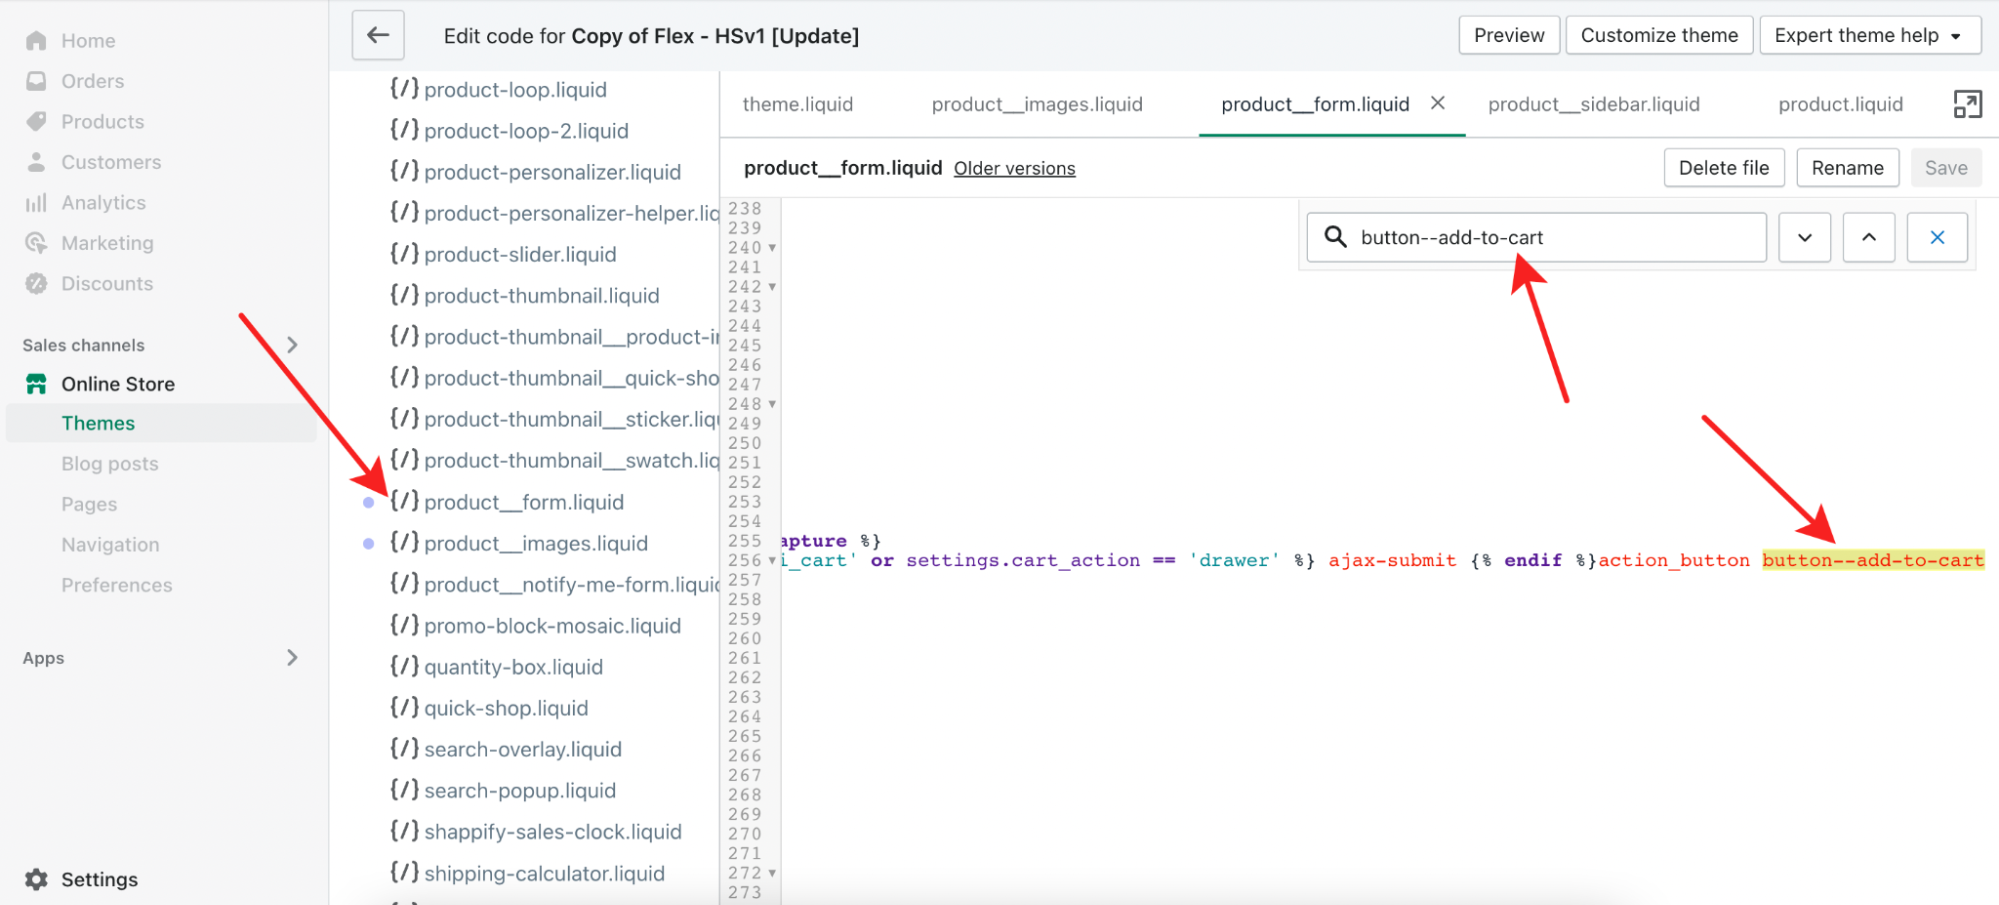 Home
Orders
Products
Customers
Analytics
Marketing
Discounts
Sales channels
Online Store
Themes
Blog posts
Pages
Navigation
Preferences
Apps
Settings
Edit code for Copy of Flex - HSv1 [Update]
Preview
Customize theme
Expert theme help
{/} product-loop.liquid
{/} product-loop-2.liquid
{/} product-personalizer.liquid
{/} product-personalizer-helper.liq
{/} product-slider.liquid
{/} product-thumbnail.liquid
{/} product-thumbnail__product-i
{/} product-thumbnail__quick-sho
{/} product-thumbnail__sticker.liq
{/} product-thumbnail__swatch.liq
{/} product__form.liquid
{/} product__images.liquid
{/} product__notify-me-form.liquid
{/} promo-block-mosaic.liquid
{/} quantity-box.liquid
{/} quick-shop.liquid
{/} search-overlay.liquid
{/} search-popup.liquid
{/} shappify-sales-clock.liquid
{/} shipping-calculator.liquid
theme.liquid
product__images.liquid
product__form.liquid
product__sidebar.liquid
product.liquid
product__form.liquid Older versions
Delete file
Rename
Save
button--add-to-cart
238
239
240
241
242
243
244
245
246
247
248
249
250
251
252
253
254
255 apture %}
256 i_cart' or settings.cart_action == 'drawer' %} ajax-submit {% endif %}action_button button--add-to-cart
257
258
259
260
261
262
263
264
265
266
267
268
269
270
271
272
273